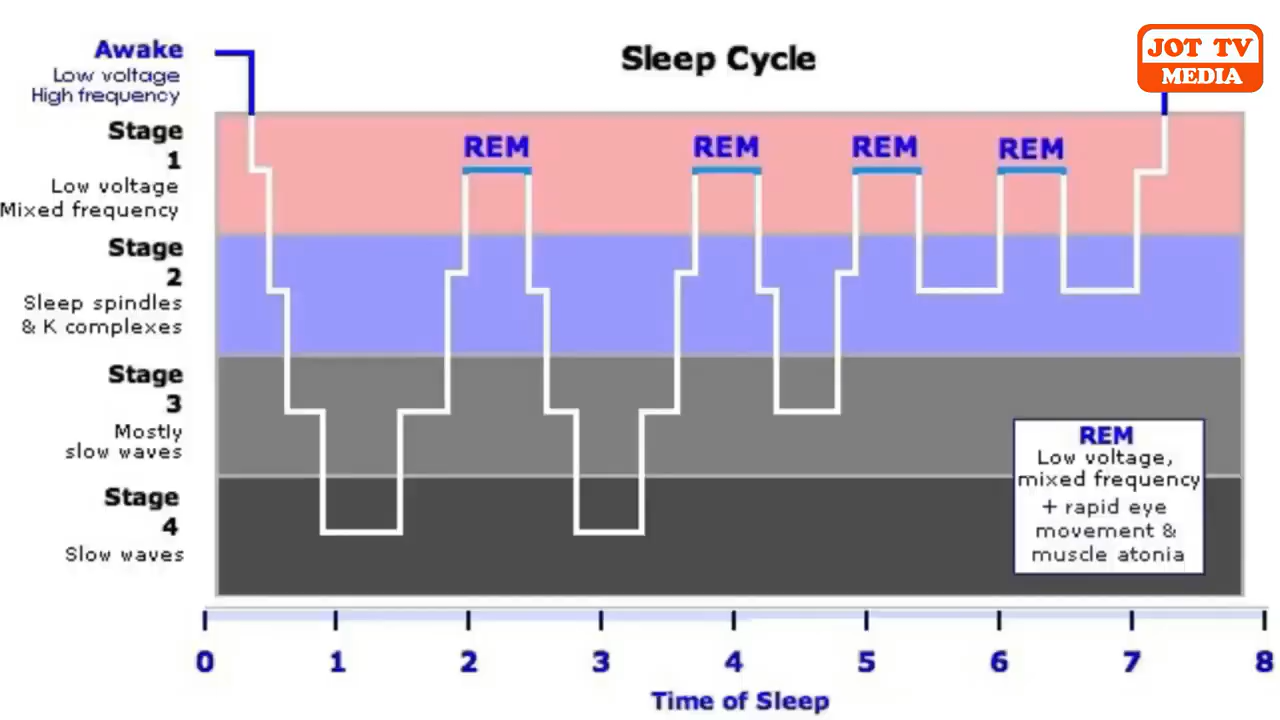 Sleep Cycle
JOT TV
MEDIA
Awake
Low voltage
High frequency
Stage
1
Low voltage
Mixed frequency
REM
REM
REM
REM
Stage
2
Sleep spindles
& K complexes
Stage
3
Mostly
slow waves
Stage
4
Slow waves
REM
Low voltage,
mixed frequency
+ rapid eye
movement &
muscle atonia
0 1 2 3 4 5 6 7 8
Time of Sleep